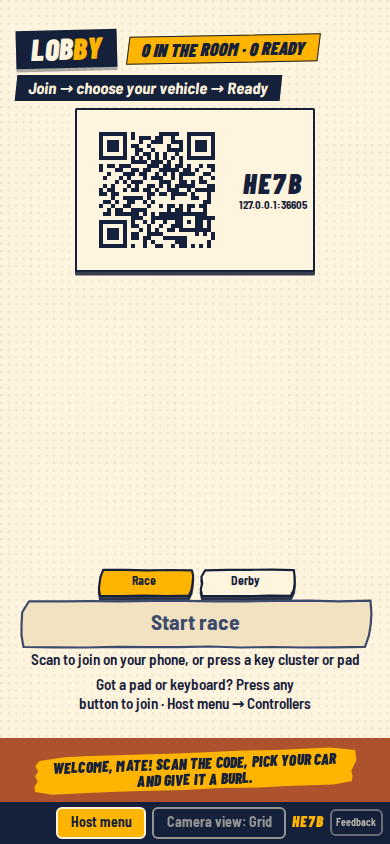 LOBBY
0 IN THE ROOM · 0 READY
Join → choose your vehicle → Ready
HE7B
127.0.0.1:36605
Race
Derby
Start race
Scan to join on your phone, or press a key cluster or pad
Got a pad or keyboard? Press any
button to join · Host menu → Controllers
WELCOME, MATE! SCAN THE CODE, PICK YOUR CAR
AND GIVE IT A BURL.
Host menu
Camera view: Grid
HE7B
Feedback